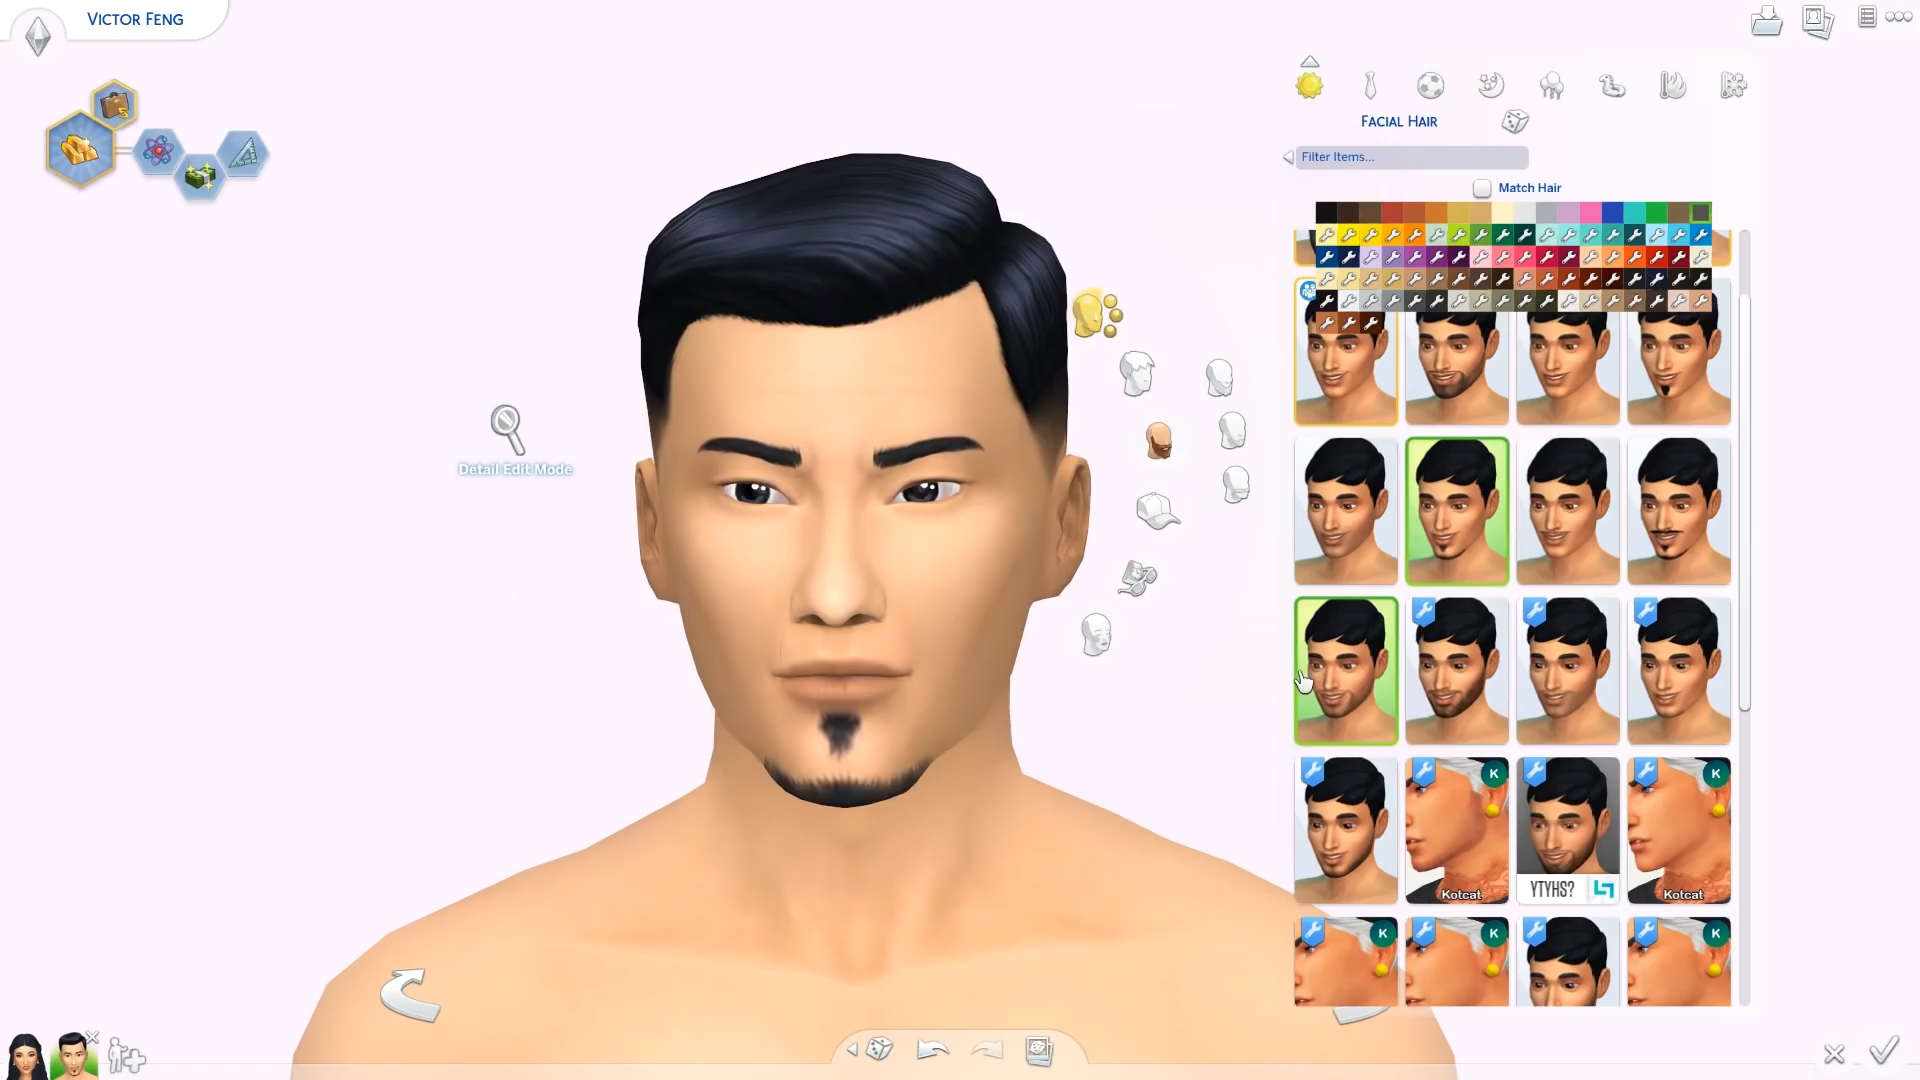 VICTOR FENG
FACIAL HAIR
Filter Items...
Match Hair
Detail Edit Mode
K
K
Kotcat
YTYHS?
Kotcat
K
K
K